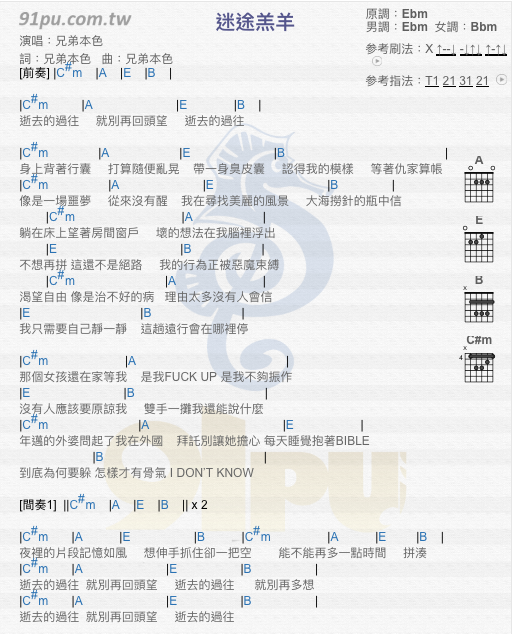 91pu.com.tw
迷途羔羊
原調：Ebm
男調：Ebm 女調：Bbm
演唱：兄弟本色
詞：兄弟本色 曲：兄弟本色
參考刷法：X ↑--↓ -↓↑↓ ↑-↑↓
參考指法：T1 21 31 21
[前奏] |C#m |A |E |B |
|C#m |A |E |B |
逝去的過往 就別再回頭望 逝去的過往
|C#m |A |E |B |
身上背著行囊 打算隨便亂晃 帶一身臭皮囊 認得我的模樣 等著仇家算帳
|C#m |A |E |B |
像是一場噩夢 從來沒有醒 我在尋找美麗的風景 大海撈針的瓶中信
|C#m |A |
躺在床上望著房間窗戶 壞的想法在我腦裡浮出
|E |B |
不想再拼 這還不是絕路 我的行為正被惡魔束縛
|C#m |A |
渴望自由 像是治不好的病 理由太多沒有人會信
|E |B |
我只需要自己靜一靜 這趟遠行會在哪裡停
|C#m |A |
那個女孩還在家等我 是我FUCK UP 是我不夠振作
|E |B |
沒有人應該要原諒我 雙手一攤我還能說什麼
|C#m |A |E |
年邁的外婆問起了我在外國 拜託別讓她擔心 每天睡覺抱著BIBLE
|B |
到底為何要躲 怎樣才有骨氣 I DON'T KNOW
[間奏1] ||C#m |A |E |B || x 2
|C#m |A |E |B |C#m |A |E |B |
夜裡的片段記憶如風 想伸手抓住卻一把空 能不能再多一點時間 拼湊
|C#m |A |E |B |
逝去的過往 就別再回頭望 逝去的過往 就別再多想
|C#m |A |E |B |
逝去的過往 就別再回頭望 逝去的過往
A
E
B
x
C#m
x
4
91pu